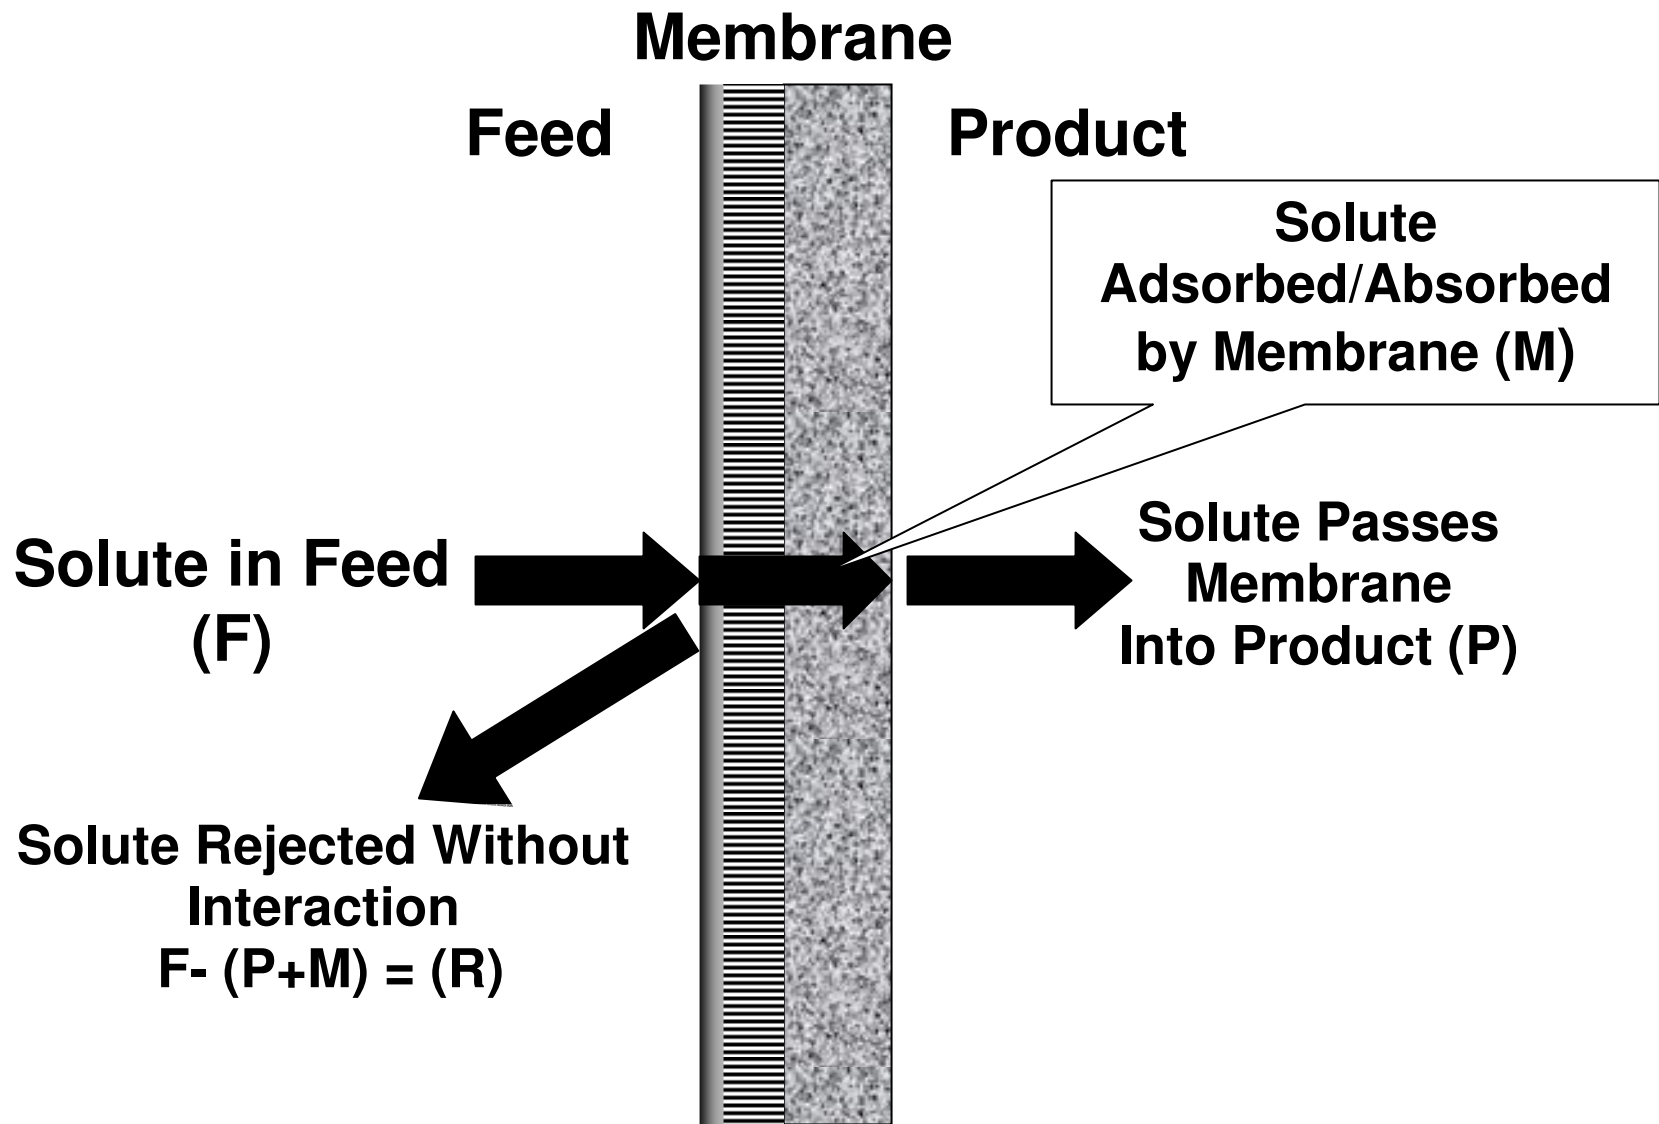 Membrane
Feed
Product
Solute
Adsorbed/Absorbed
by Membrane (M)
Solute in Feed
(F)
Solute Passes
Membrane
Into Product (P)
Solute Rejected Without
Interaction
F- (P+M) = (R)